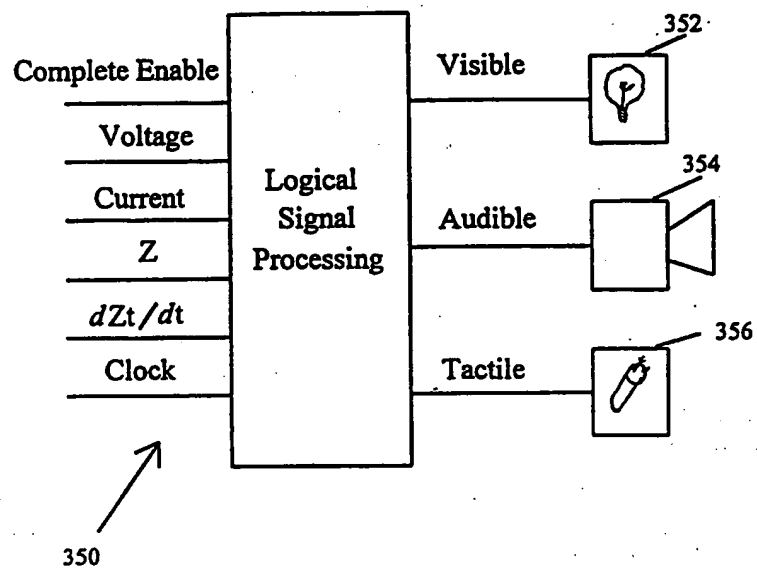 Complete Enable
Voltage
Current
Z
dZt/dt
Clock
350
Logical
Signal
Processing
Visible
352
Audible
354
Tactile
356